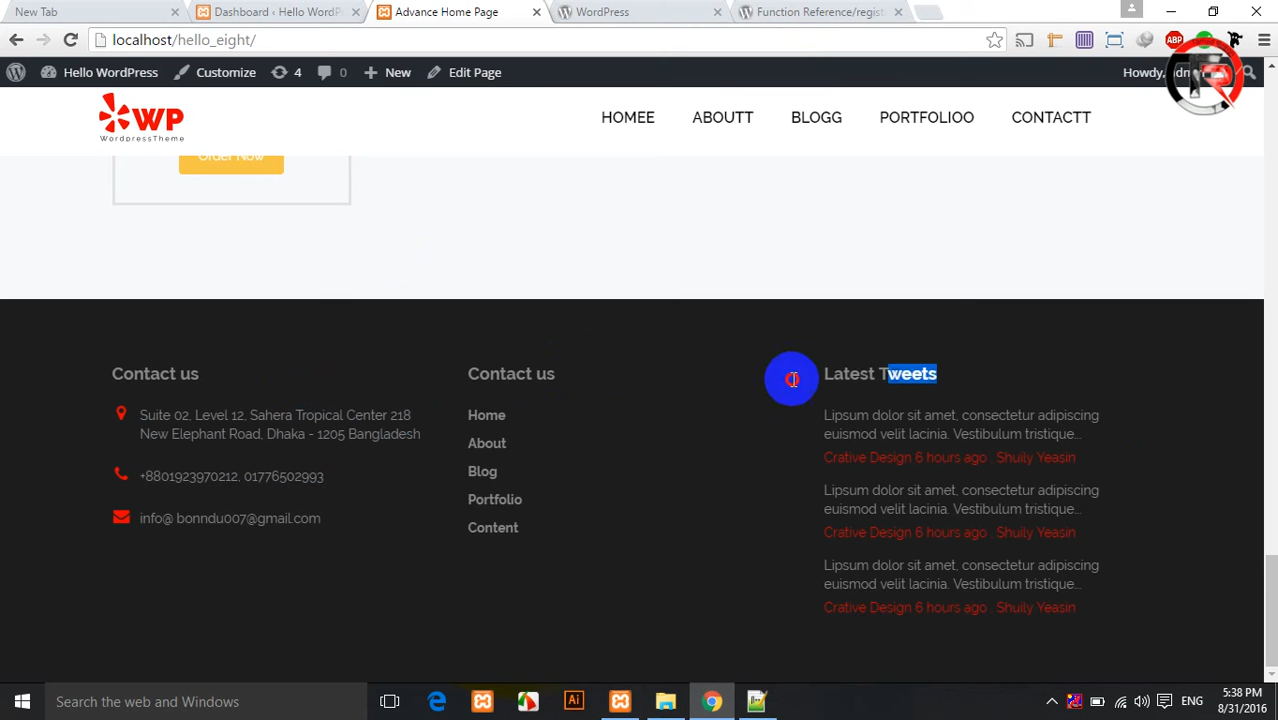 New Tab
Dashboard ‹ Hello WordP
Advance Home Page
WordPress
Function Reference/regist
localhost/hello_eight/
ABP
Hello WordPress
Customize
4
0
New
Edit Page
Howdy,
WP
WordpressTheme
HOMEE
ABOUTT
BLOGG
PORTFOLIOO
CONTACTT
Order Now
Contact us
Suite 02, Level 12, Sahera Tropical Center 218
New Elephant Road, Dhaka - 1205 Bangladesh
+8801923970212, 01776502993
info@ bonndu007@gmail.com
Contact us
Home
About
Blog
Portfolio
Content
Latest Tweets
Lipsum dolor sit amet, consectetur adipiscing
euismod velit lacinia. Vestibulum tristique...
Crative Design 6 hours ago . Shuily Yeasin
Lipsum dolor sit amet, consectetur adipiscing
euismod velit lacinia. Vestibulum tristique...
Crative Design 6 hours ago . Shuily Yeasin
Lipsum dolor sit amet, consectetur adipiscing
euismod velit lacinia. Vestibulum tristique...
Crative Design 6 hours ago . Shuily Yeasin
Search the web and Windows
Ai
ENG
5:38 PM
8/31/2016